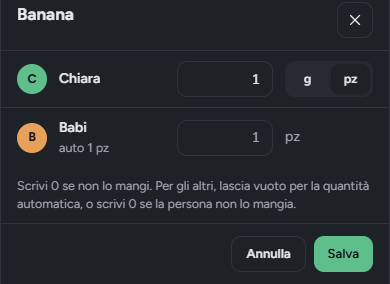 Banana
C Chiara 1 g pz
B Babi 1 pz
auto 1 pz
Scrivi 0 se non lo mangi. Per gli altri, lascia vuoto per la quantità
automatica, o scrivi 0 se la persona non lo mangia.
Annulla Salva